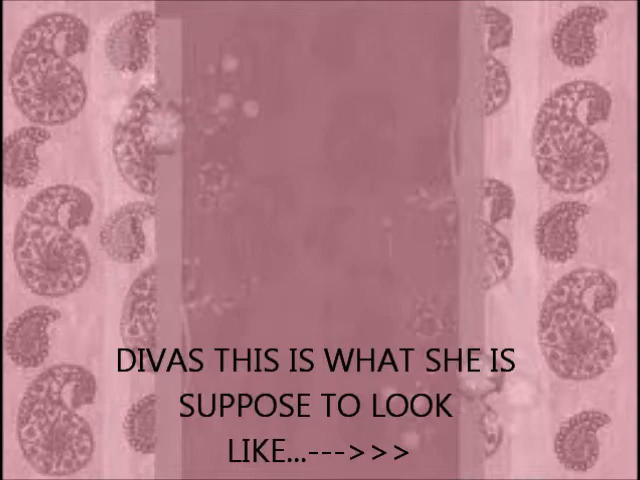 DIVAS THIS IS WHAT SHE IS
SUPPOSE TO LOOK
LIKE...--->>>